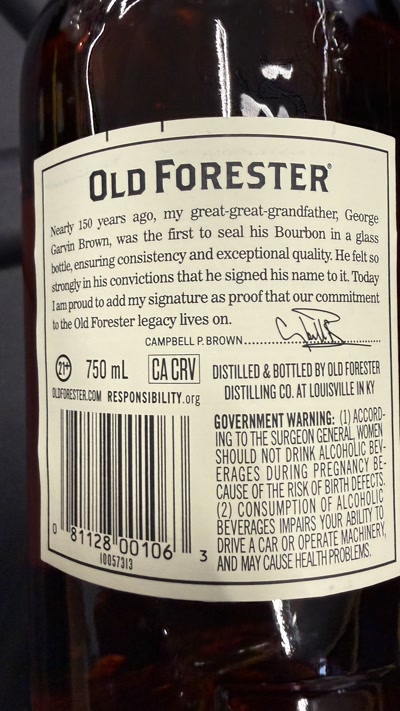 OLD FORESTER®
Nearly 150 years ago, my great-great-grandfather, George
Garvin Brown, was the first to seal his Bourbon in a glass
bottle, ensuring consistency and exceptional quality. He felt so
strongly in his convictions that he signed his name to it. Today
I am proud to add my signature as proof that our commitment
to the Old Forester legacy lives on.
CAMPBELL P. BROWN
21+ 750 mL CA CRV
OLDFORESTER.COM RESPONSIBILITY.org
DISTILLED & BOTTLED BY OLD FORESTER
DISTILLING CO. AT LOUISVILLE IN KY
GOVERNMENT WARNING: (1) ACCORD-
ING TO THE SURGEON GENERAL, WOMEN
SHOULD NOT DRINK ALCOHOLIC BEV-
ERAGES DURING PREGNANCY BE-
CAUSE OF THE RISK OF BIRTH DEFECTS.
(2) CONSUMPTION OF ALCOHOLIC
BEVERAGES IMPAIRS YOUR ABILITY TO
DRIVE A CAR OR OPERATE MACHINERY,
AND MAY CAUSE HEALTH PROBLEMS.
0 81128 00106 3
10057313